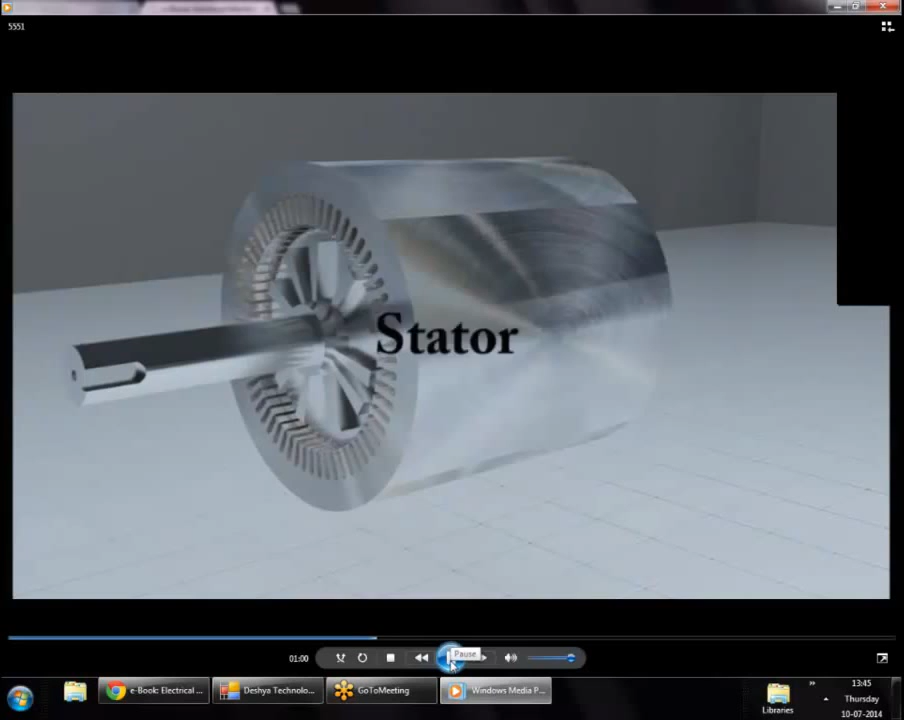 5551
Stator
01:00
Pause
e-Book: Electrical ...
Deshya Technolo...
GoToMeeting
Windows Media P...
Libraries
13:45
Thursday
10-07-2014